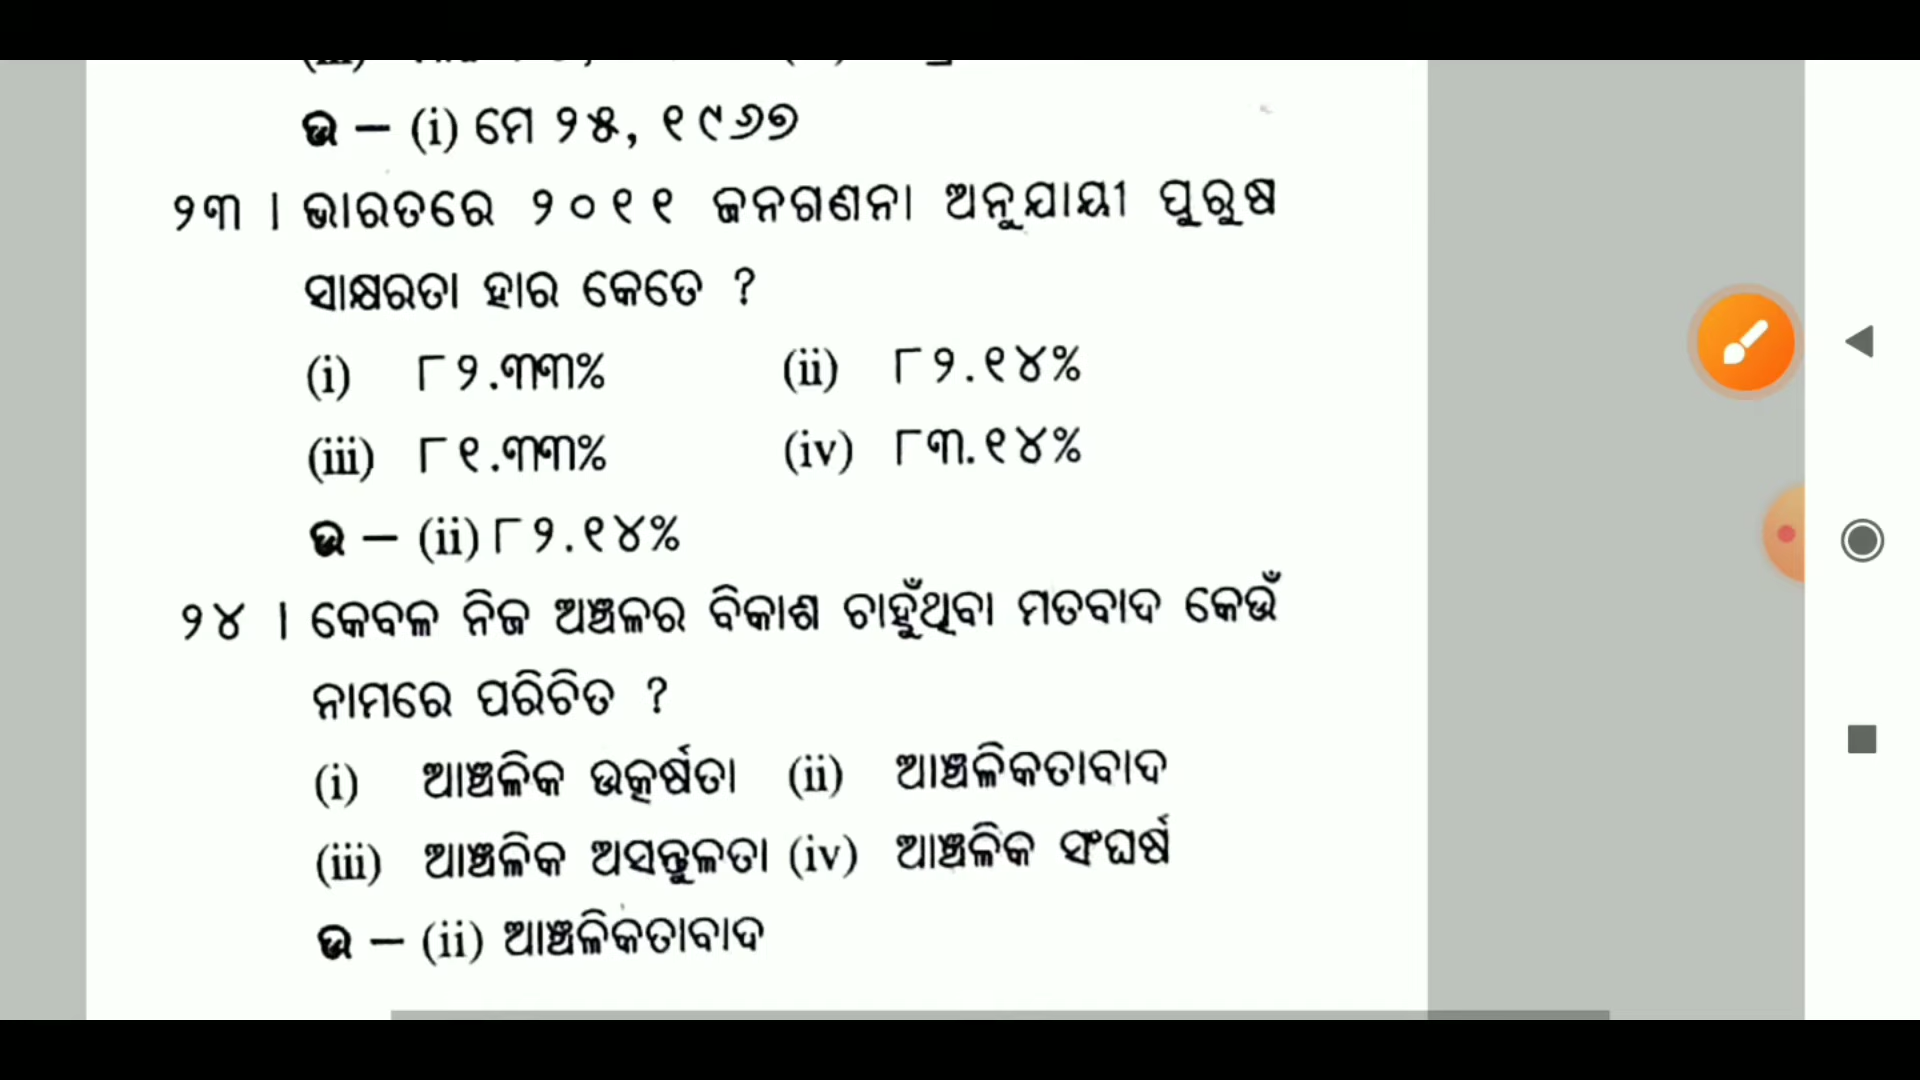 ଉ – (i) ମେ ୨୫, ୧୯୬୭
୨୩ । ଭାରତରେ ୨୦୧୧ ଜନଗଣନା ଅନୁଯାୟୀ ପୁରୁଷ
ସାକ୍ଷରତା ହାର କେତେ ?
(i) ୮୨.୩୩% (ii) ୮୨.୧୪%
(iii) ୮୧.୩୩% (iv) ୮୩.୧୪%
ଉ – (ii) ୮୨.୧୪%
୨୪ । କେବଳ ନିଜ ଅଞ୍ଚଳର ବିକାଶ ଚାହୁଁଥିବା ମତବାଦ କେଉଁ
ନାମରେ ପରିଚିତ ?
(i) ଆଞ୍ଚଳିକ ଉତ୍କର୍ଷତା (ii) ଆଞ୍ଚଳିକତାବାଦ
(iii) ଆଞ୍ଚଳିକ ଅସନ୍ତୁଳତା (iv) ଆଞ୍ଚଳିକ ସଂଘର୍ଷ
ଉ – (ii) ଆଞ୍ଚଳିକତାବାଦ